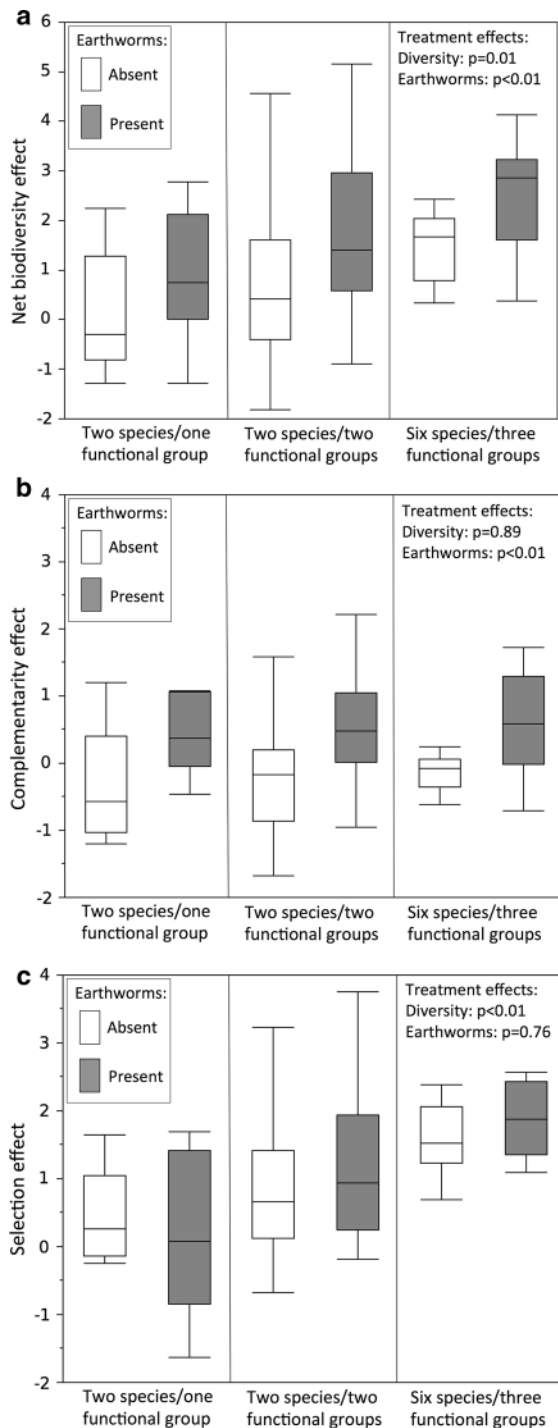 a
6
5
4
3
2
1
0
-1
-2
Net biodiversity effect
Earthworms:
Absent
Present
Treatment effects:
Diversity: p=0.01
Earthworms: p<0.01
Two species/one
functional group
Two species/two
functional groups
Six species/three
functional groups
b
4
3
2
1
0
-1
-2
Complementarity effect
Earthworms:
Absent
Present
Treatment effects:
Diversity: p=0.89
Earthworms: p<0.01
Two species/one
functional group
Two species/two
functional groups
Six species/three
functional groups
c
4
3
2
1
0
-1
-2
Selection effect
Earthworms:
Absent
Present
Treatment effects:
Diversity: p<0.01
Earthworms: p=0.76
Two species/one
functional group
Two species/two
functional groups
Six species/three
functional groups